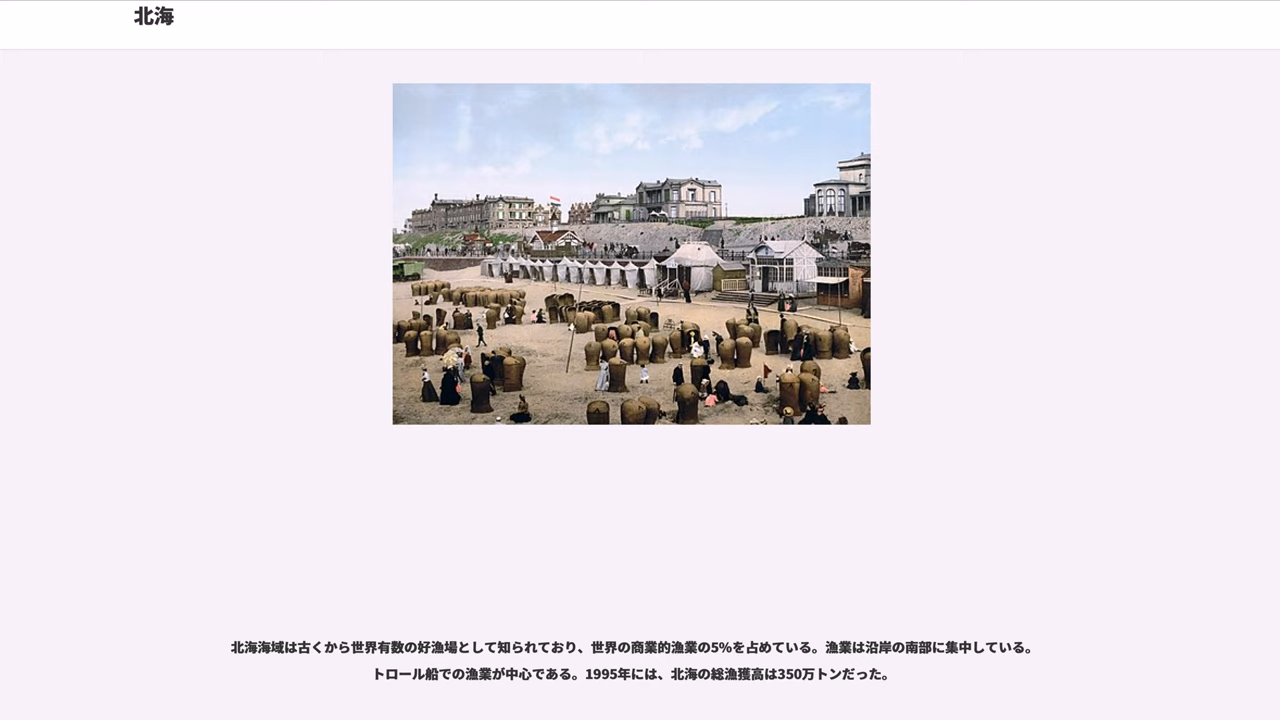 北海
北海海域は古くから世界有数の好漁場として知られており、世界の商業的漁業の5%を占めている。漁業は沿岸の南部に集中している。
トロール船での漁業が中心である。1995年には、北海の総漁獲高は350万トンだった。